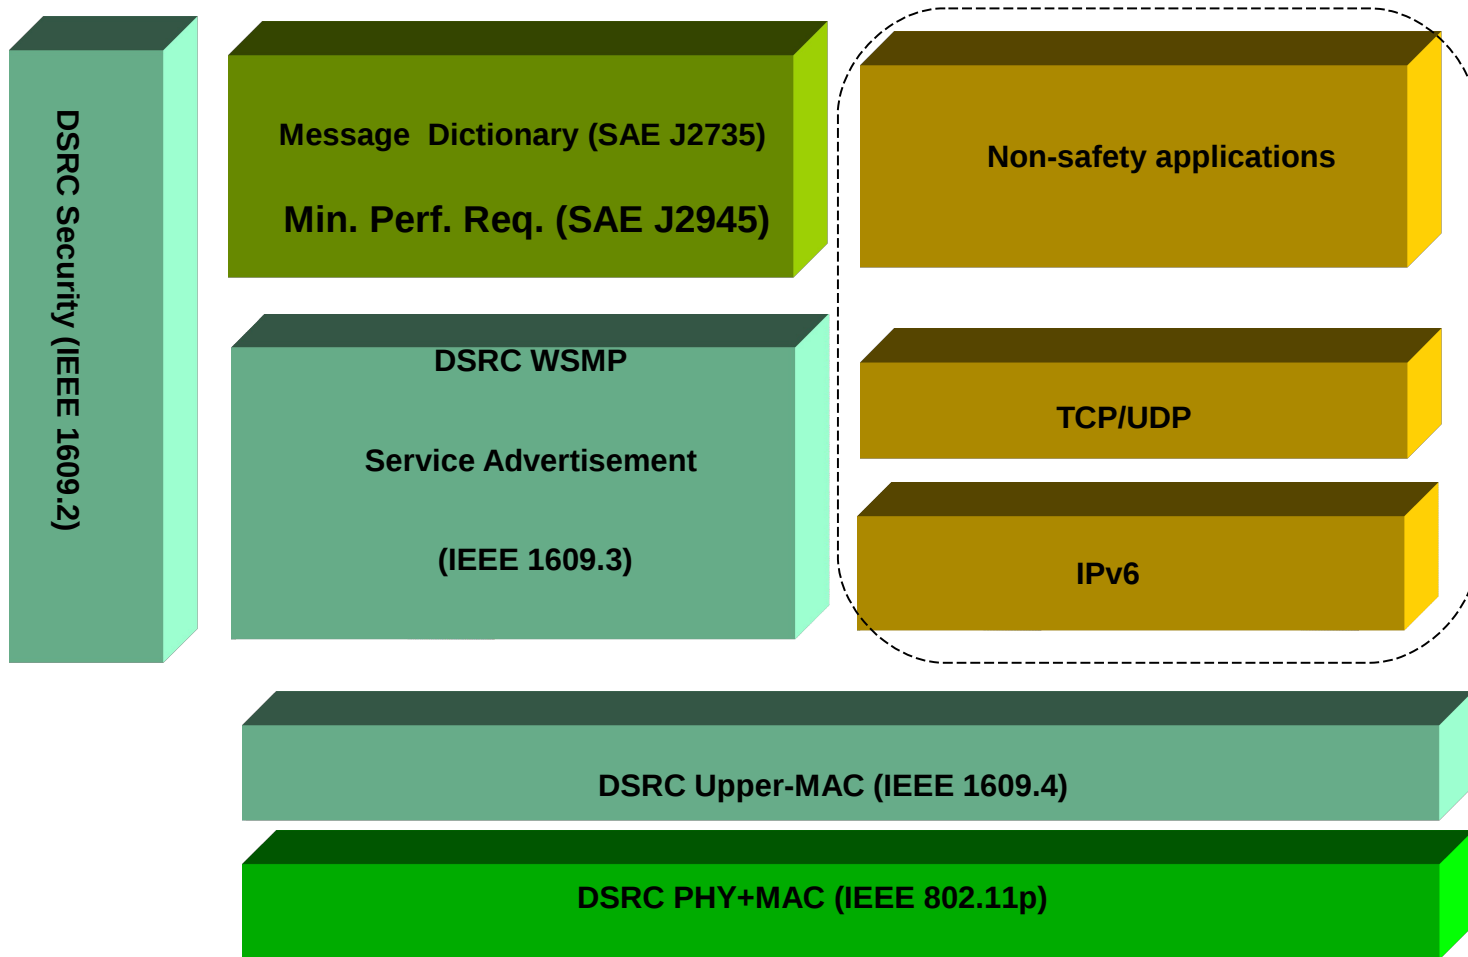 DSRC Security (IEEE 1609.2)
Message  Dictionary (SAE J2735)
Min. Perf. Req. (SAE J2945)
DSRC WSMP
Service Advertisement
(IEEE 1609.3)
Non-safety applications
TCP/UDP
IPv6
DSRC Upper-MAC (IEEE 1609.4)
DSRC PHY+MAC (IEEE 802.11p)